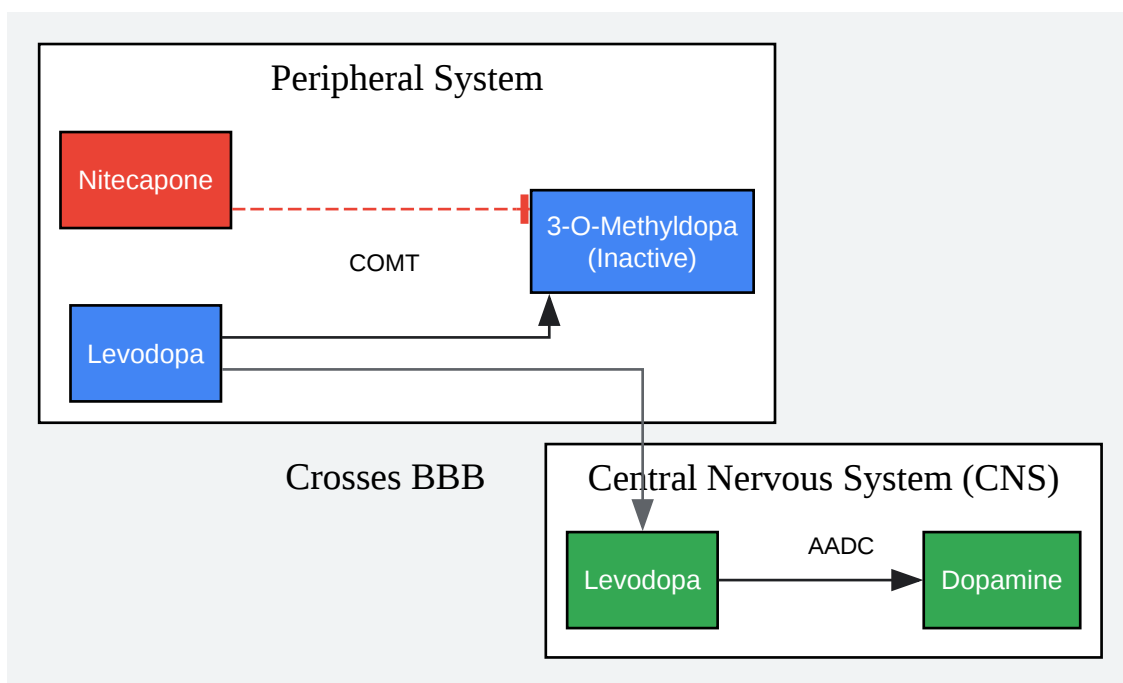 Peripheral System
Nitecapone
3-O-Methyldopa
(Inactive)
COMT
Levodopa
Crosses BBB
Central Nervous System (CNS)
AADC
Levodopa
Dopamine